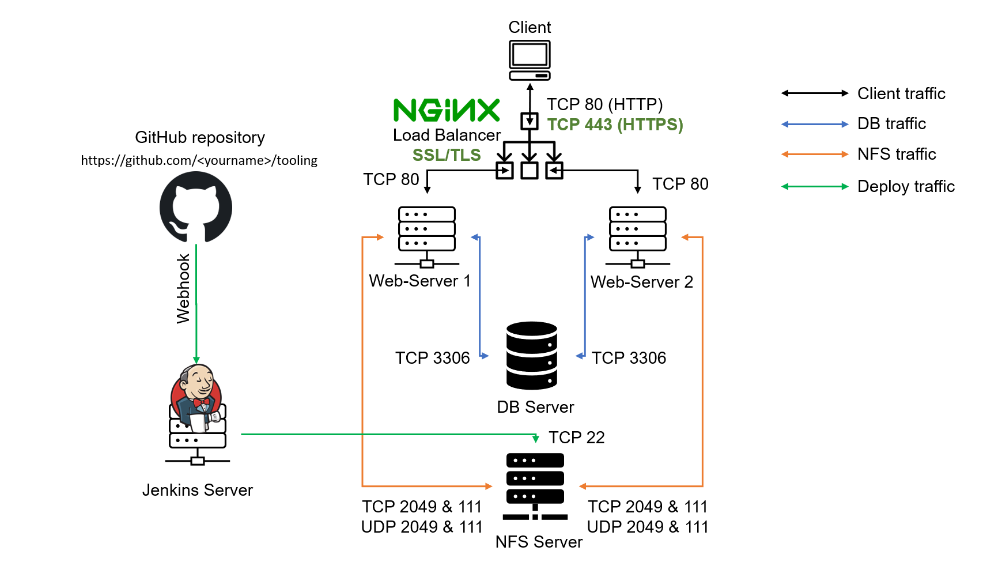 Client
NGiNX
Load Balancer
SSL/TLS
TCP 80 (HTTP)
TCP 443 (HTTPS)
Client traffic
DB traffic
NFS traffic
Deploy traffic
GitHub repository
https://github.com/<yourname>/tooling
TCP 80
TCP 80
Webhook
Web-Server 1
Web-Server 2
TCP 3306
TCP 3306
DB Server
TCP 22
Jenkins Server
TCP 2049 & 111
UDP 2049 & 111
TCP 2049 & 111
UDP 2049 & 111
NFS Server